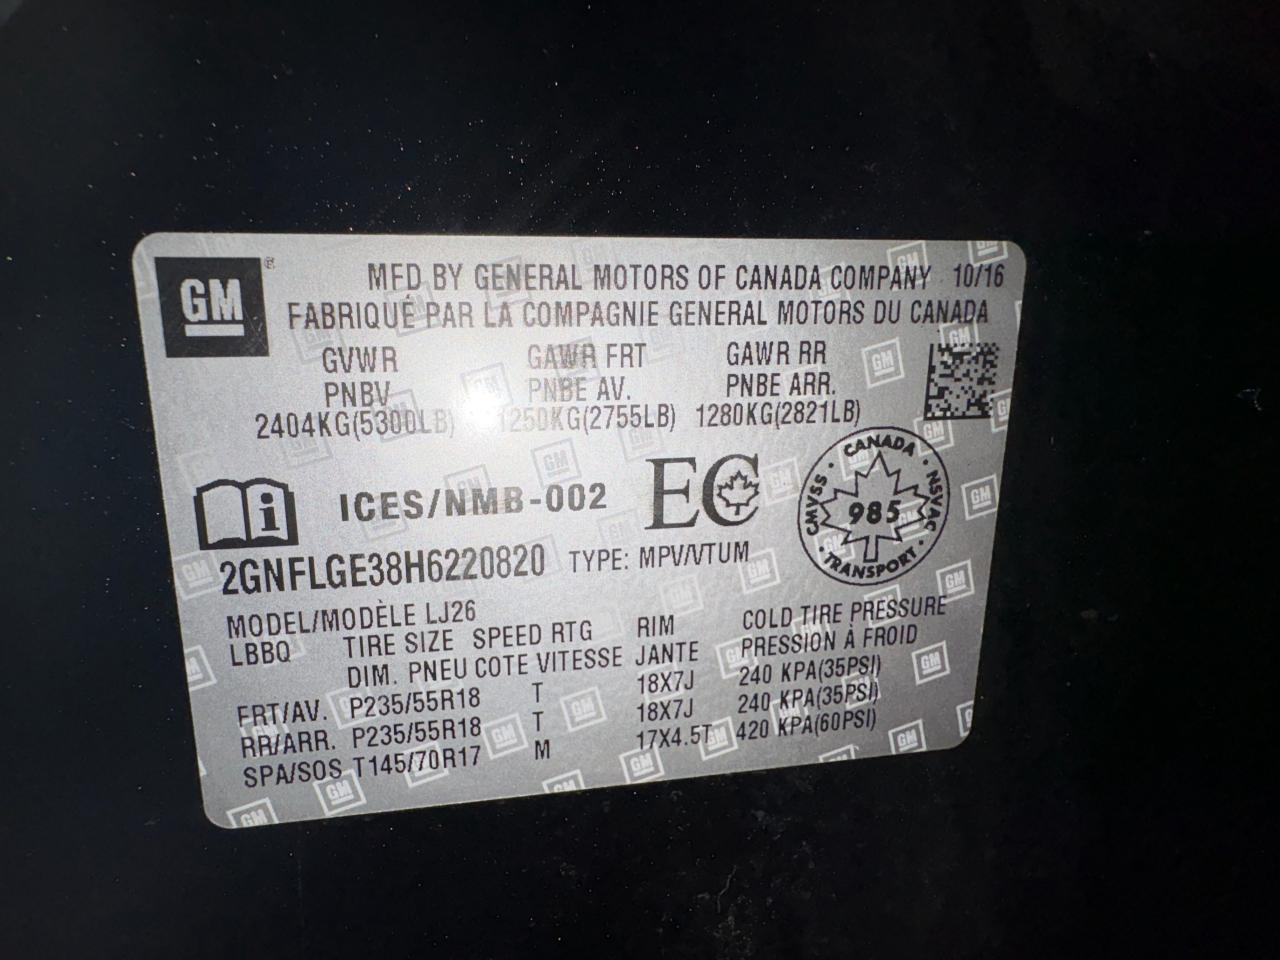 GM ®
MFD BY GENERAL MOTORS OF CANADA COMPANY 10/16
FABRIQUÉ PAR LA COMPAGNIE GENERAL MOTORS DU CANADA
GVWR GAWR FRT GAWR RR
PNBV PNBE AV. PNBE ARR.
2404KG(5300LB) 1250KG(2755LB) 1280KG(2821LB)
ICES/NMB-002 EC
CANADA
CMVSS 985 NSVAC
TRANSPORT
2GNFLGE38H6220820 TYPE: MPV/VTUM
MODEL/MODÈLE LJ26
LBBQ TIRE SIZE SPEED RTG RIM COLD TIRE PRESSURE
DIM. PNEU COTE VITESSE JANTE PRESSION À FROID
FRT/AV. P235/55R18 T 18X7J 240 KPA(35PSI)
RR/ARR. P235/55R18 T 18X7J 240 KPA(35PSI)
SPA/SOS T145/70R17 M 17X4.5T 420 KPA(60PSI)